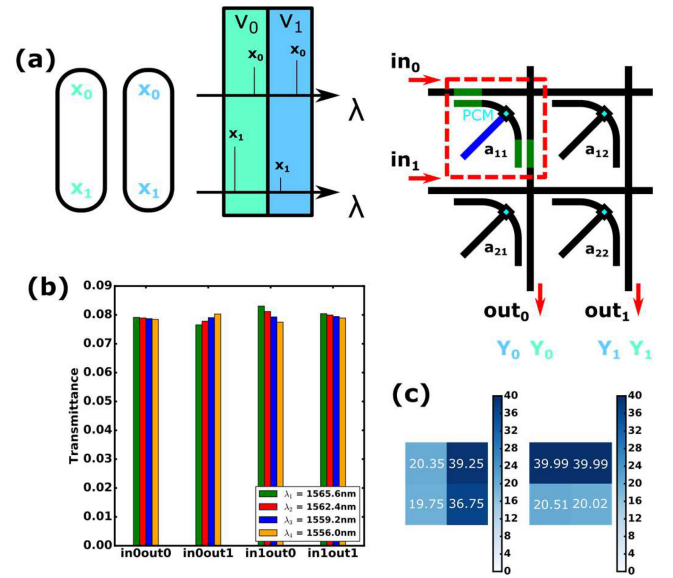 (a)
x₀ x₀
x₁ x₁
V₀ V₁
x₀ x₀
λ
x₁ x₁
λ
in₀
PCM
a₁₁ a₁₂
in₁
a₂₁ a₂₂
out₀ out₁
Y₀ Y₀ Y₁ Y₁
(b)
Transmittance
0.09
0.08
0.07
0.06
0.05
0.04
0.03
0.02
0.01
0.00
λ₁ = 1565.6nm
λ₂ = 1562.4nm
λ₃ = 1559.2nm
λ₄ = 1556.0nm
in0out0 in0out1 in1out0 in1out1
(c)
20.35 39.25
19.75 36.75
40
36
32
28
24
20
16
12
8
4
0
39.99 39.99
20.51 20.02
40
36
32
28
24
20
16
12
8
4
0